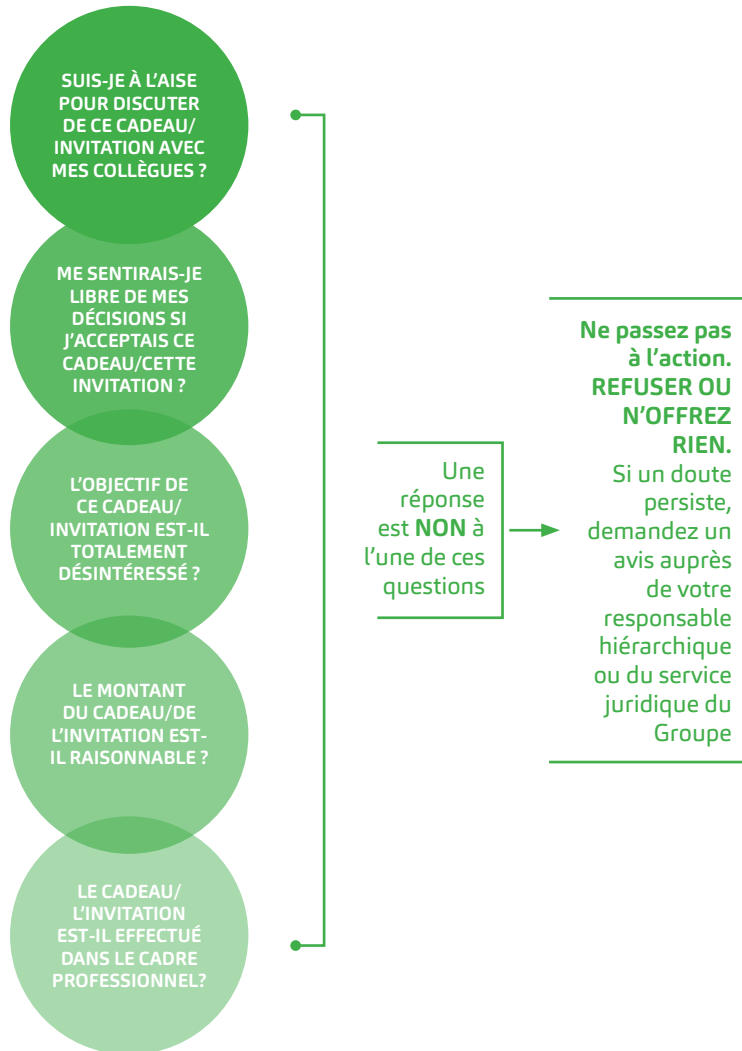 SUIS-JE À L'AISE
POUR DISCUTER
DE CE CADEAU/
INVITATION AVEC
MES COLLÈGUES ?
ME SENTIRAIS-JE
LIBRE DE MES
DÉCISIONS SI
J'ACCEPTAIS CE
CADEAU/CETTE
INVITATION ?
L'OBJECTIF DE
CE CADEAU/
INVITATION EST-IL
TOTALEMENT
DÉSINTÉRESSÉ ?
LE MONTANT
DU CADEAU/DE
L'INVITATION EST-
IL RAISONNABLE ?
LE CADEAU/
L'INVITATION
EST-IL EFFECTUÉ
DANS LE CADRE
PROFESSIONNEL?
Une
réponse
est NON à
l'une de ces
questions
Ne passez pas
à l'action.
REFUSER OU
N'OFFREZ
RIEN.
Si un doute
persiste,
demandez un
avis auprès
de votre
responsable
hiérarchique
ou du service
juridique du
Groupe